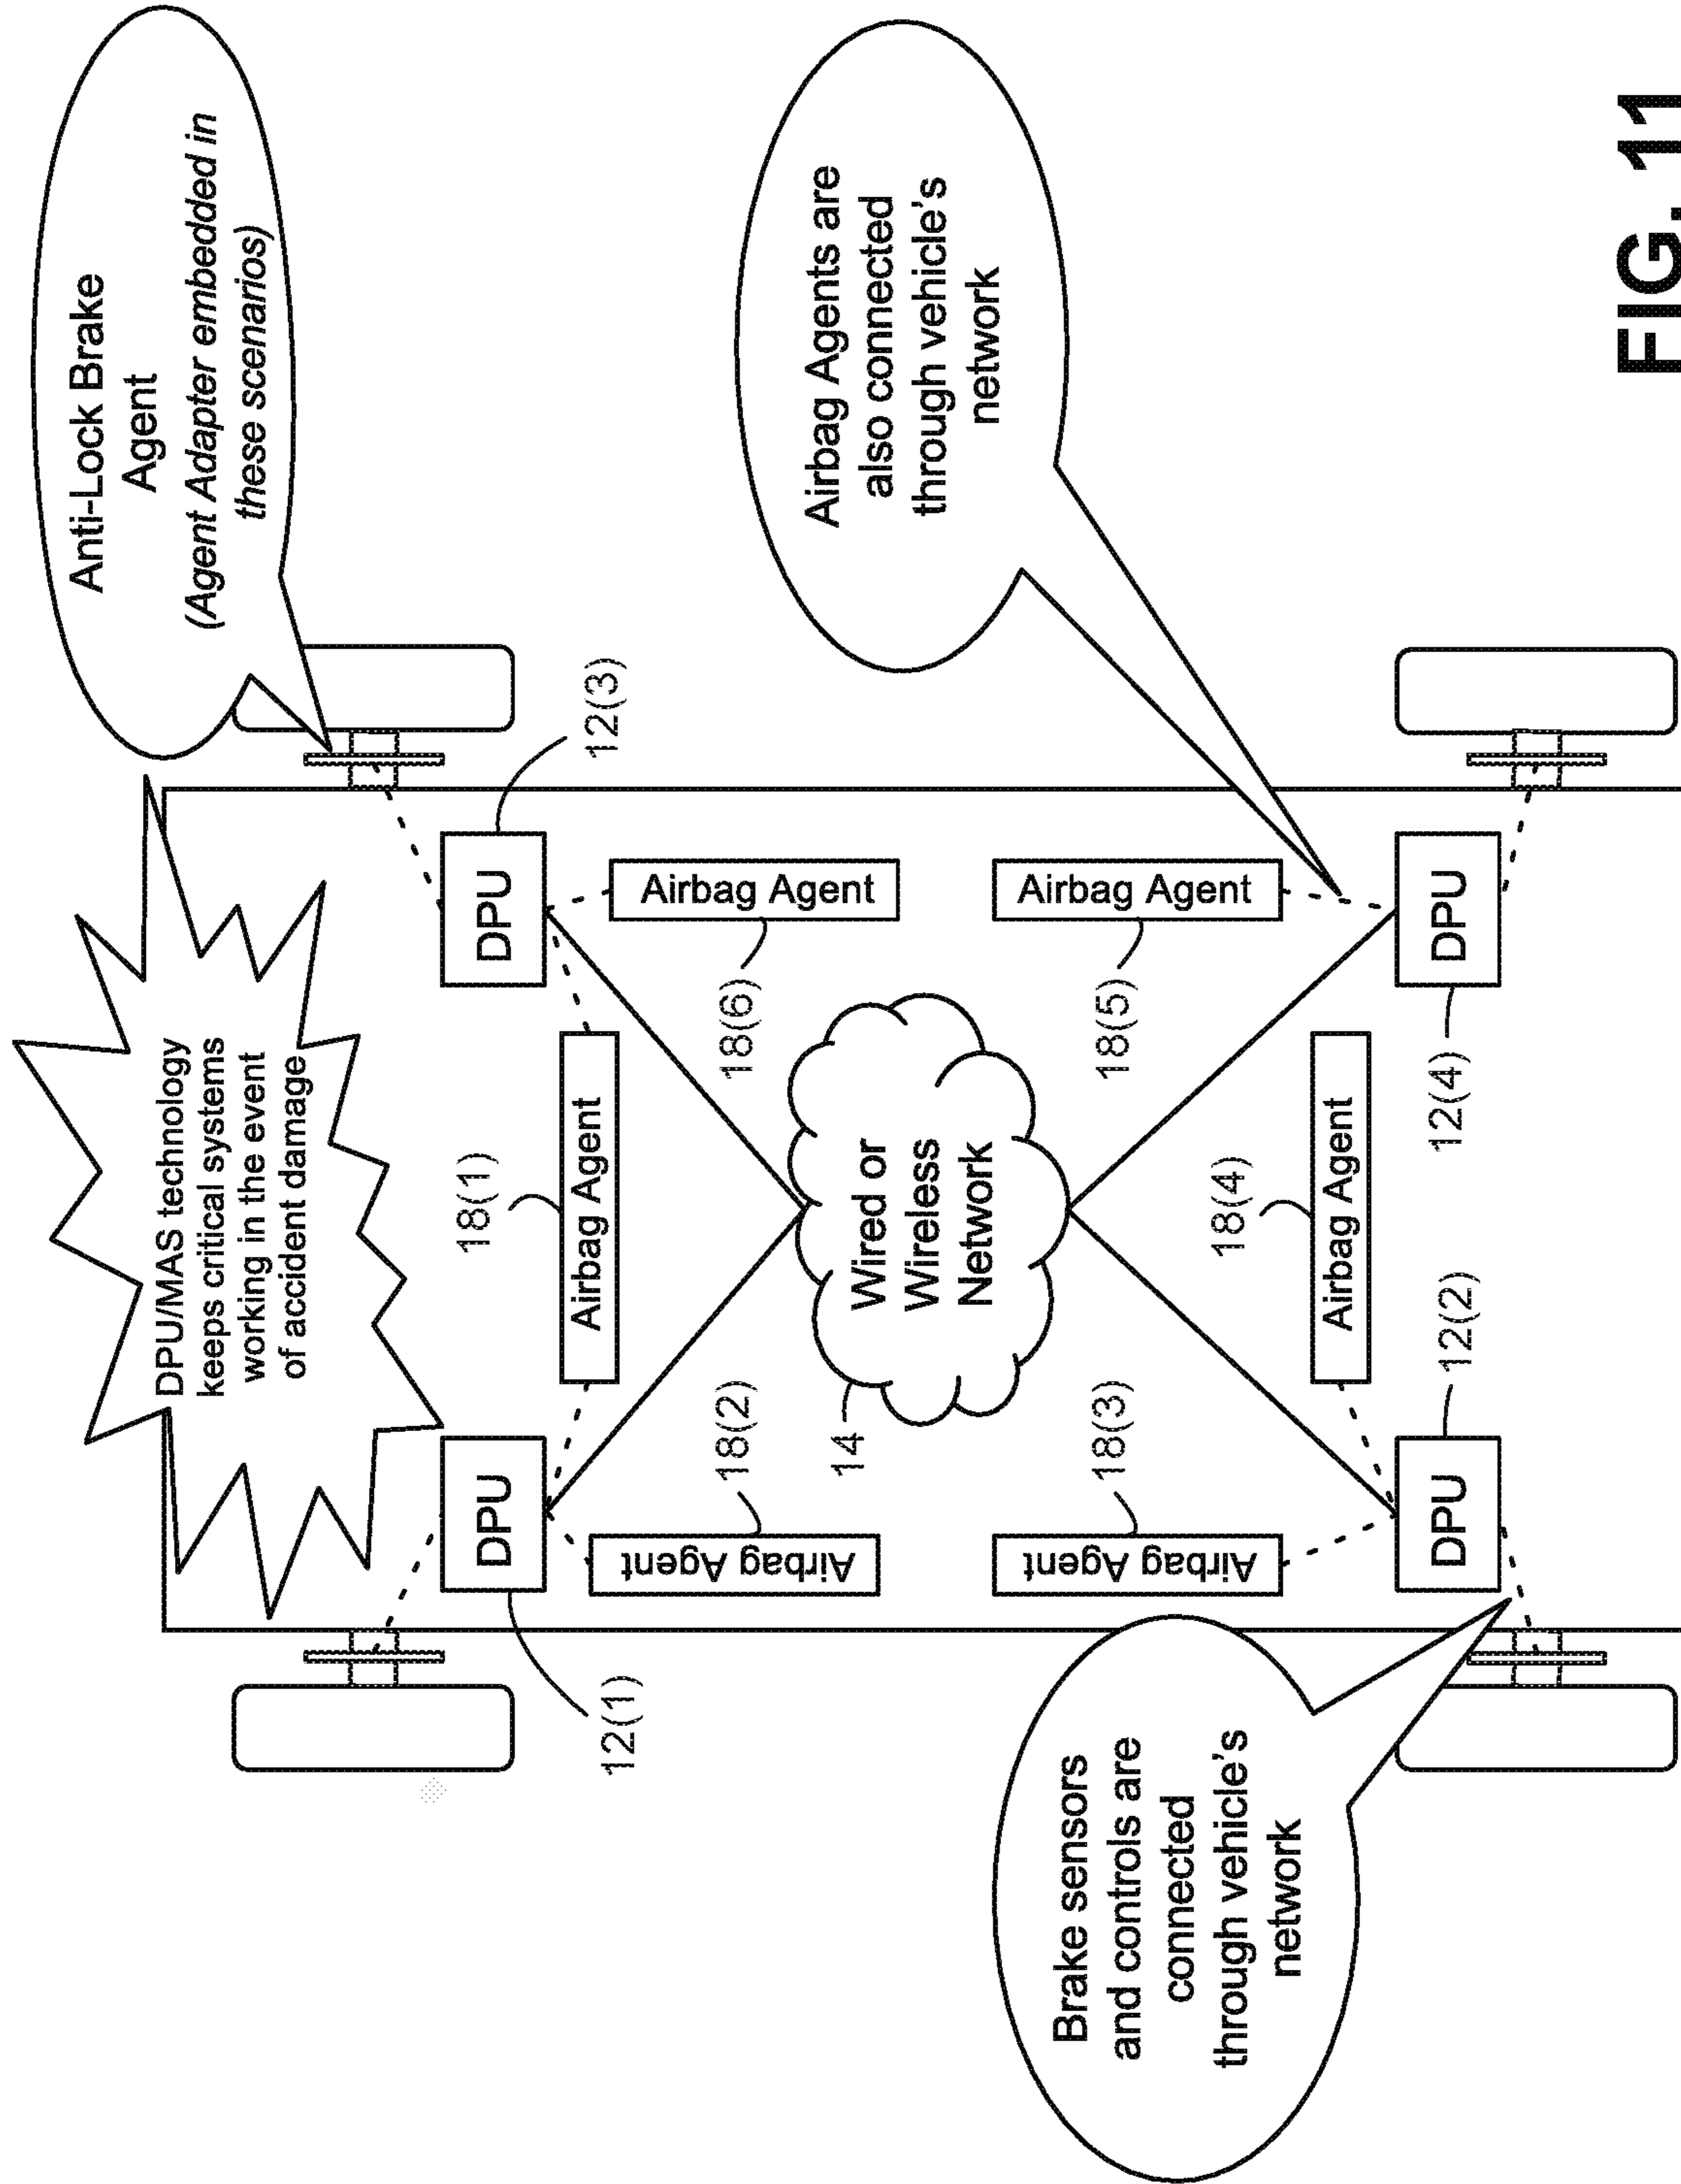 DPU/MAS technology
keeps critical systems
working in the event
of accident damage
Anti-Lock Brake
Agent
(Agent Adapter embedded in
these scenarios)
DPU
12(1)
DPU
12(3)
18(1)
Airbag Agent
Airbag Agent
18(2)
Airbag Agent
18(6)
14
Wired or
Wireless
Network
Airbag Agents are
also connected
through vehicle's
network
Brake sensors
and controls are
connected
through vehicle's
network
Airbag Agent
18(3)
Airbag Agent
18(5)
18(4)
Airbag Agent
DPU
12(2)
DPU
12(4)
FIG. 11